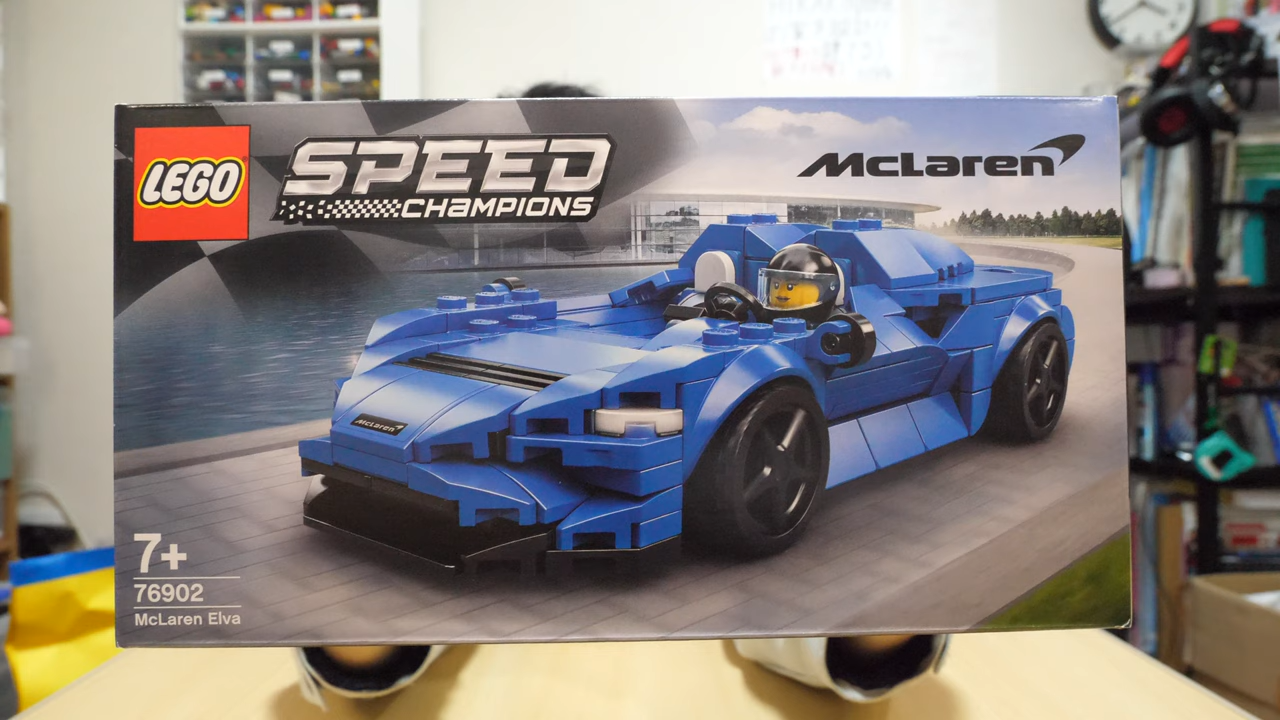 LEGO
SPEED
CHAMPIONS
McLaren
McLaren
7+
76902
McLaren Elva